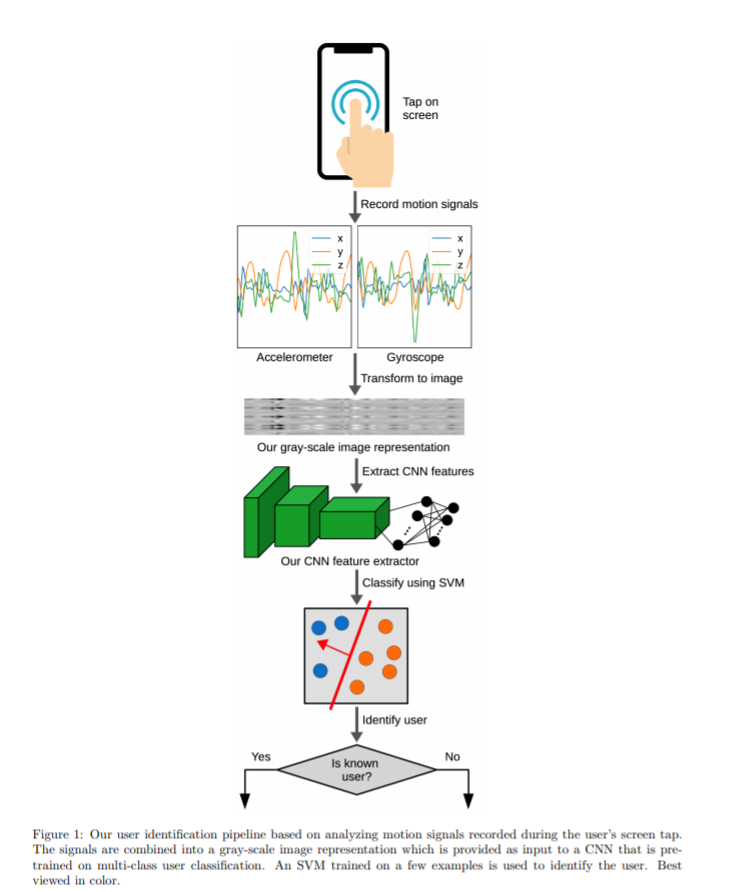 Tap on
screen
Record motion signals
x
y
z
x
y
z
Accelerometer
Gyroscope
Transform to image
Our gray-scale image representation
Extract CNN features
Our CNN feature extractor
Classify using SVM
Identify user
Yes
Is known
user?
No
Figure 1: Our user identification pipeline based on analyzing motion signals recorded during the user's screen tap.
The signals are combined into a gray-scale image representation which is provided as input to a CNN that is pre-
trained on multi-class user classification. An SVM trained on a few examples is used to identify the user. Best
viewed in color.